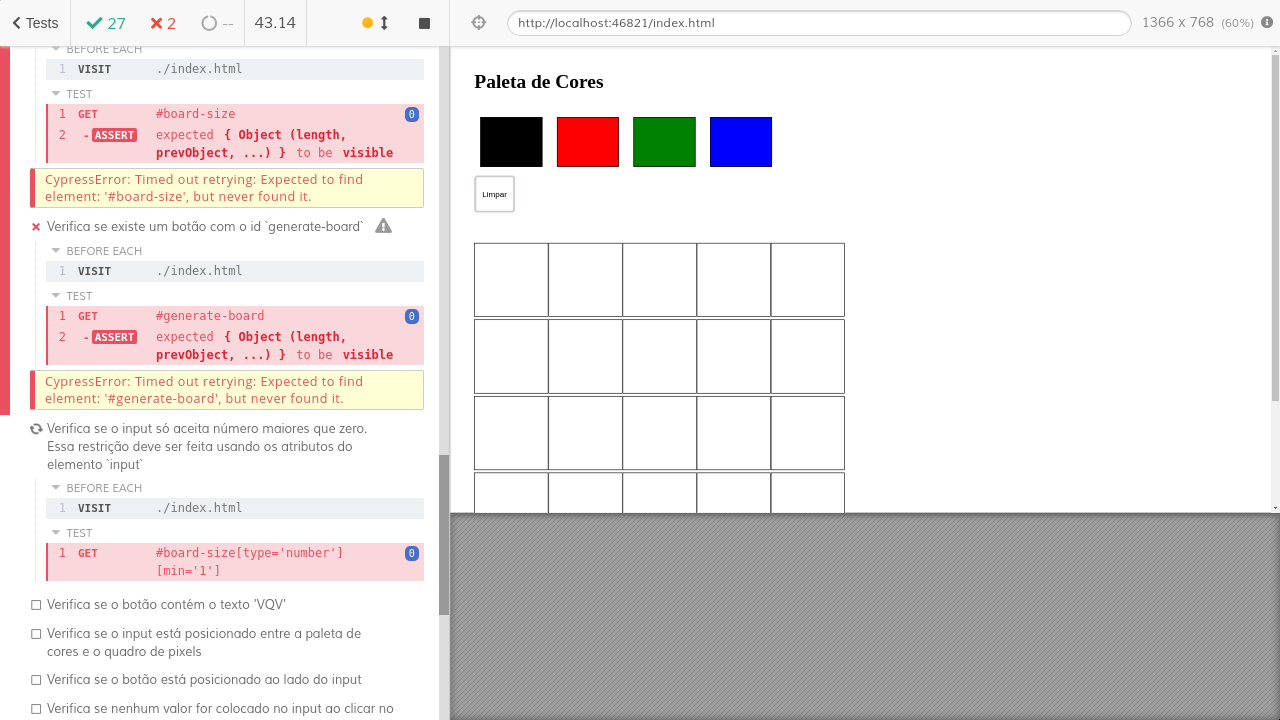 Tests 27 2 -- 43.14
http://localhost:46821/index.html 1366 x 768 (60%)
BEFORE EACH
1 VISIT ./index.html
TEST
1 GET #board-size 0
2 -ASSERT expected { Object (length,
prevObject, ...) } to be visible
CypressError: Timed out retrying: Expected to find
element: '#board-size', but never found it.
Verifica se existe um botão com o id `generate-board`
BEFORE EACH
1 VISIT ./index.html
TEST
1 GET #generate-board 0
2 -ASSERT expected { Object (length,
prevObject, ...) } to be visible
CypressError: Timed out retrying: Expected to find
element: '#generate-board', but never found it.
Verifica se o input só aceita número maiores que zero.
Essa restrição deve ser feita usando os atributos do
elemento `input`
BEFORE EACH
1 VISIT ./index.html
TEST
1 GET #board-size[type='number'] 0
[min='1']
Verifica se o botão contém o texto 'VQV'
Verifica se o input está posicionado entre a paleta de
cores e o quadro de pixels
Verifica se o botão está posicionado ao lado do input
Verifica se nenhum valor for colocado no input ao clicar no
Paleta de Cores
Limpar